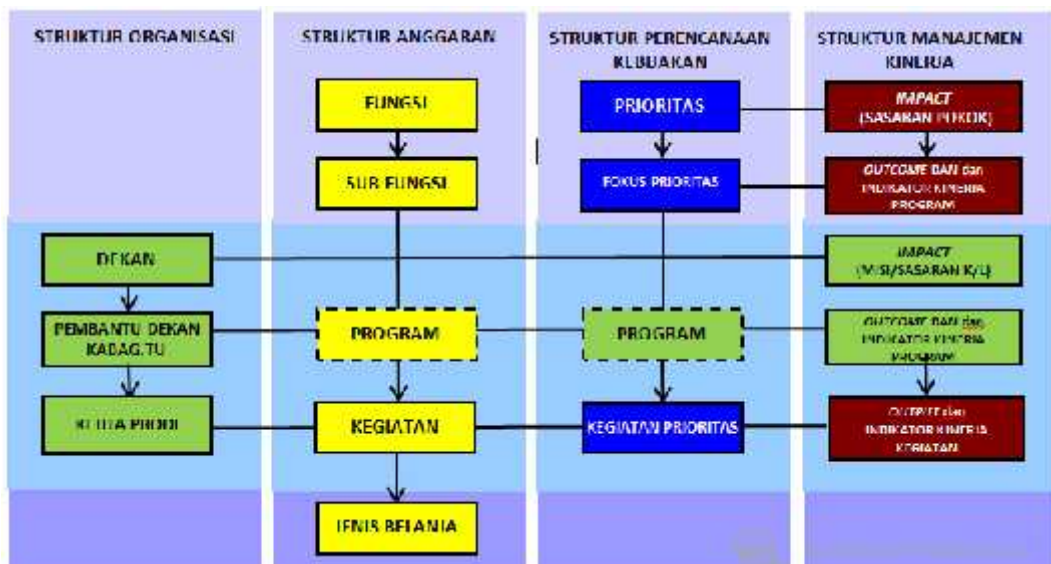 STRUKTUR ORGANISASI
STRUKTUR ANGGARAN
STRUKTUR PERENCANAAN
KEBIJAKAN
STRUKTUR MANAJEMEN
KINERJA
FUNGSI
PRIORITAS
IMPACT
(SASARAN POKOK)
SUB FUNGSI
FOKUS PRIORITAS
OUTCOME DAN dan
INDIKATOR KINERJA
PROGRAM
DEKAN
IMPACT
(MISI/SASARAN K/L)
PEMBANTU DEKAN
KABAG.TU
PROGRAM
PROGRAM
OUTCOME DAN dan
INDIKATOR KINERJA
PROGRAM
KETUA PRODI
KEGIATAN
KEGIATAN PRIORITAS
OUTPUT dan
INDIKATOR KINERJA
KEGIATAN
JENIS BELANJA